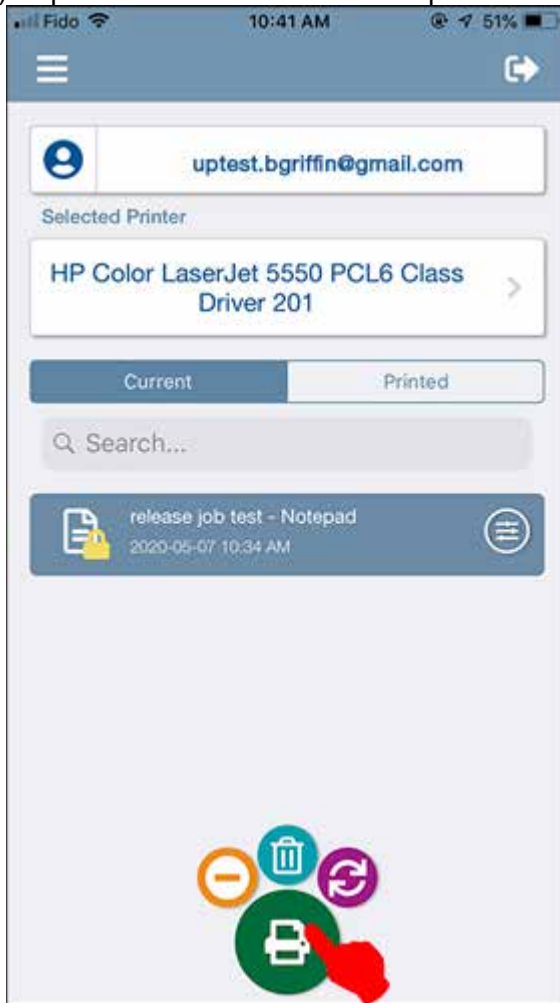 Fido 10:41 AM 51%
uptest.bgriffin@gmail.com
Selected Printer
HP Color LaserJet 5550 PCL6 Class
Driver 201
Current Printed
Search...
release job test - Notepad
2020-05-07 10:34 AM